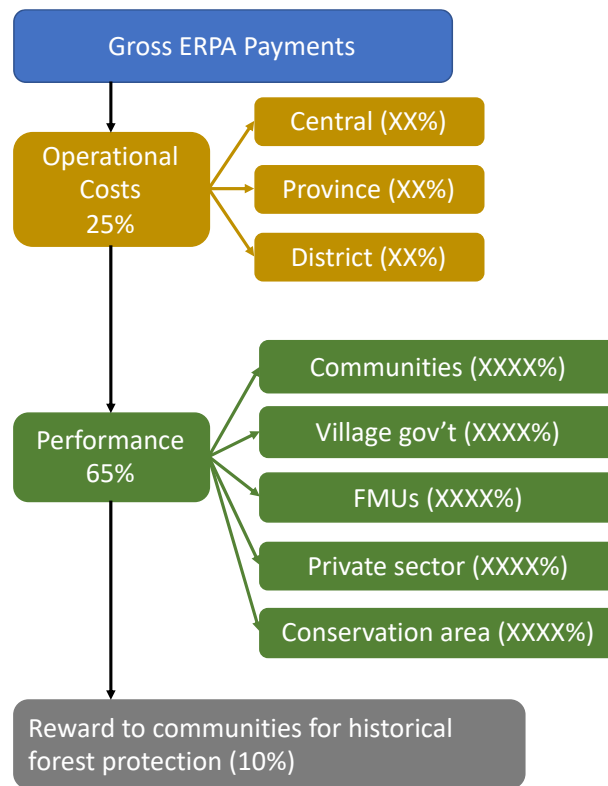 Gross ERPA Payments
Operational
Costs
25%
Central (XX%)
Province (XX%)
District (XX%)
Performance
65%
Communities (XXXX%)
Village gov’t (XXXX%)
FMUs (XXXX%)
Private sector (XXXX%)
Conservation area (XXXX%)
Reward to communities for historical
forest protection (10%)